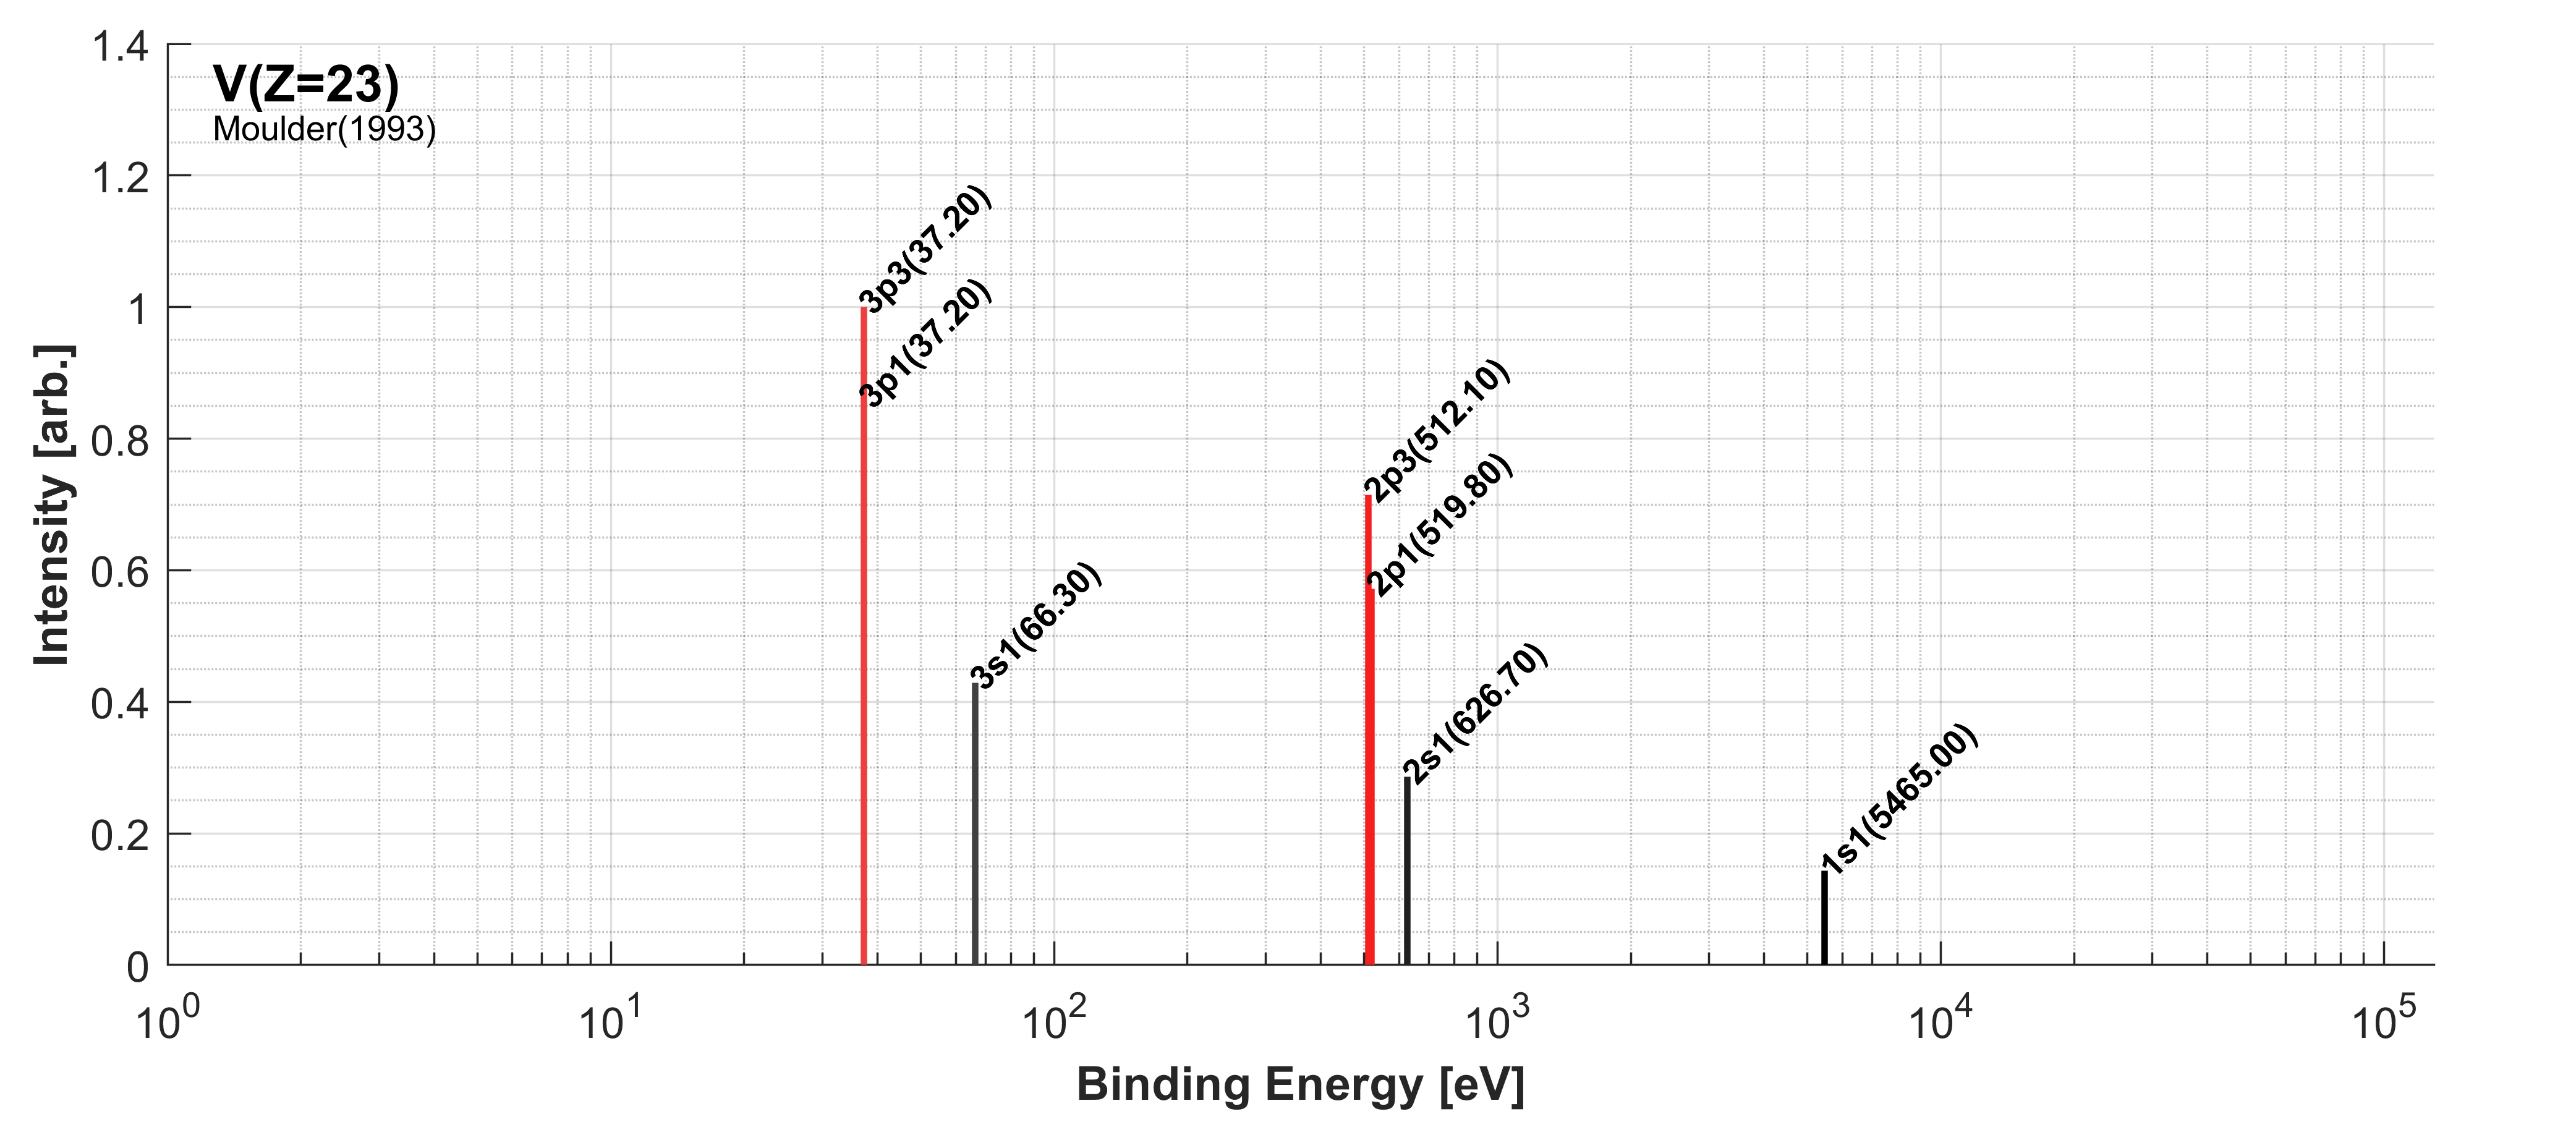 V(Z=23)
Moulder(1993)
3p3(37.20)
3p1(37.20)
3s1(66.30)
2p3(512.10)
2p1(519.80)
2s1(626.70)
1s1(5465.00)
Intensity [arb.]
1.4
1.2
1
0.8
0.6
0.4
0.2
0
10^0 10^1 10^2 10^3 10^4 10^5
Binding Energy [eV]